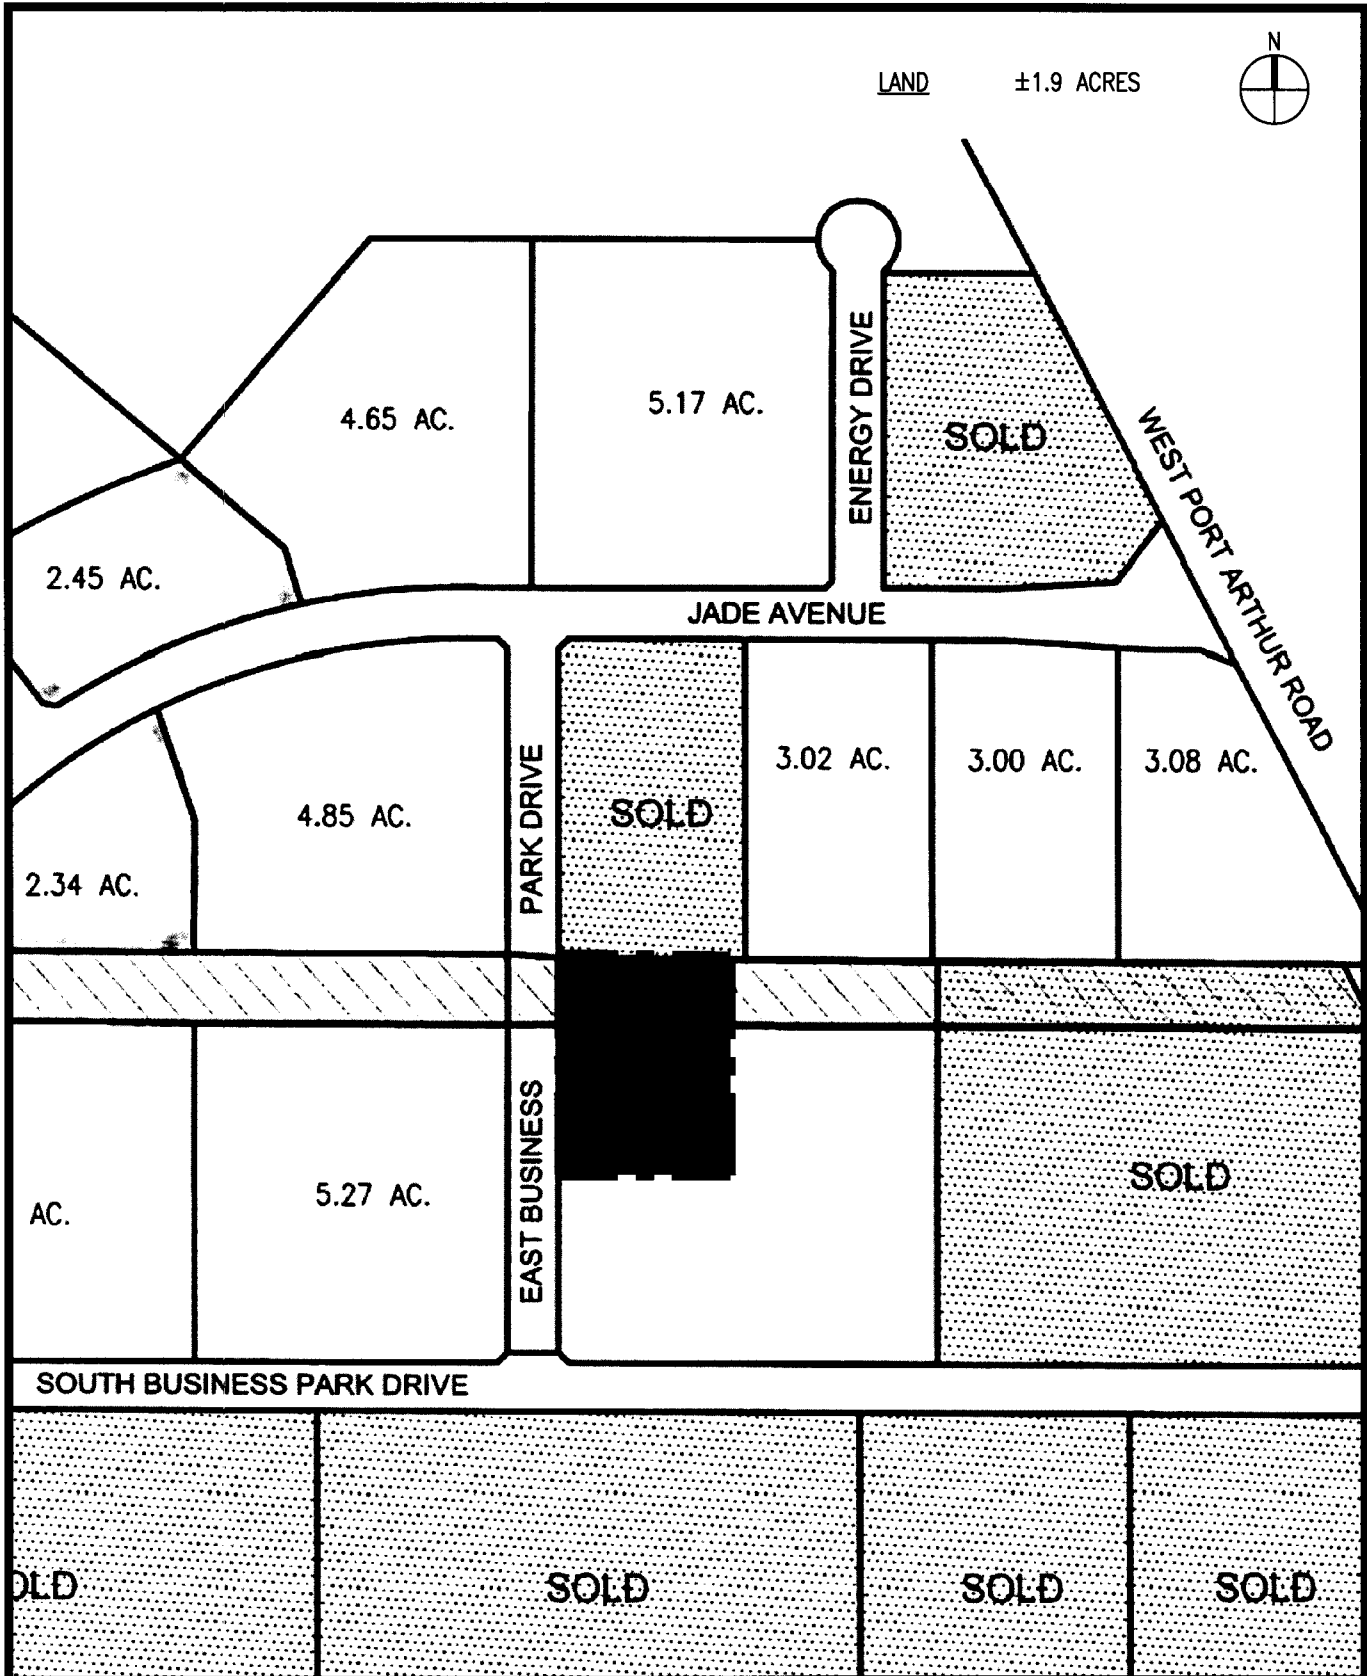 N
LAND ±1.9 ACRES
4.65 AC.
5.17 AC.
ENERGY DRIVE
SOLD
WEST PORT ARTHUR ROAD
2.45 AC.
JADE AVENUE
3.02 AC.
3.00 AC.
3.08 AC.
PARK DRIVE
SOLD
4.85 AC.
2.34 AC.
EAST BUSINESS
SOLD
5.27 AC.
AC.
SOUTH BUSINESS PARK DRIVE
OLD
SOLD
SOLD
SOLD